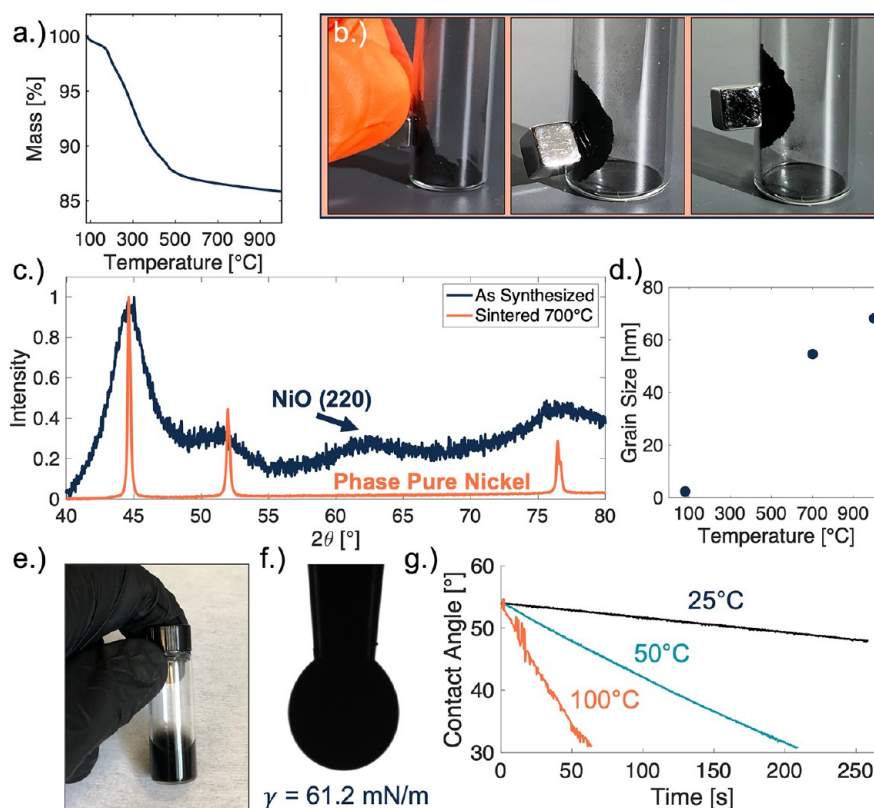 a.)
100
95
90
85
Mass [%]
100 300 500 700 900
Temperature [°C]
b.)
c.)
1
0.8
0.6
0.4
0.2
0
Intensity
As Synthesized
Sintered 700°C
NiO (220)
Phase Pure Nickel
40 45 50 55 60 65 70 75 80
2θ [°]
d.)
80
60
40
20
0
Grain Size [nm]
100 300 500 700 900
Temperature [°C]
e.)
f.)
γ = 61.2 mN/m
g.)
60
50
40
30
Contact Angle [°]
25°C
50°C
100°C
0 50 100 150 200 250
Time [s]